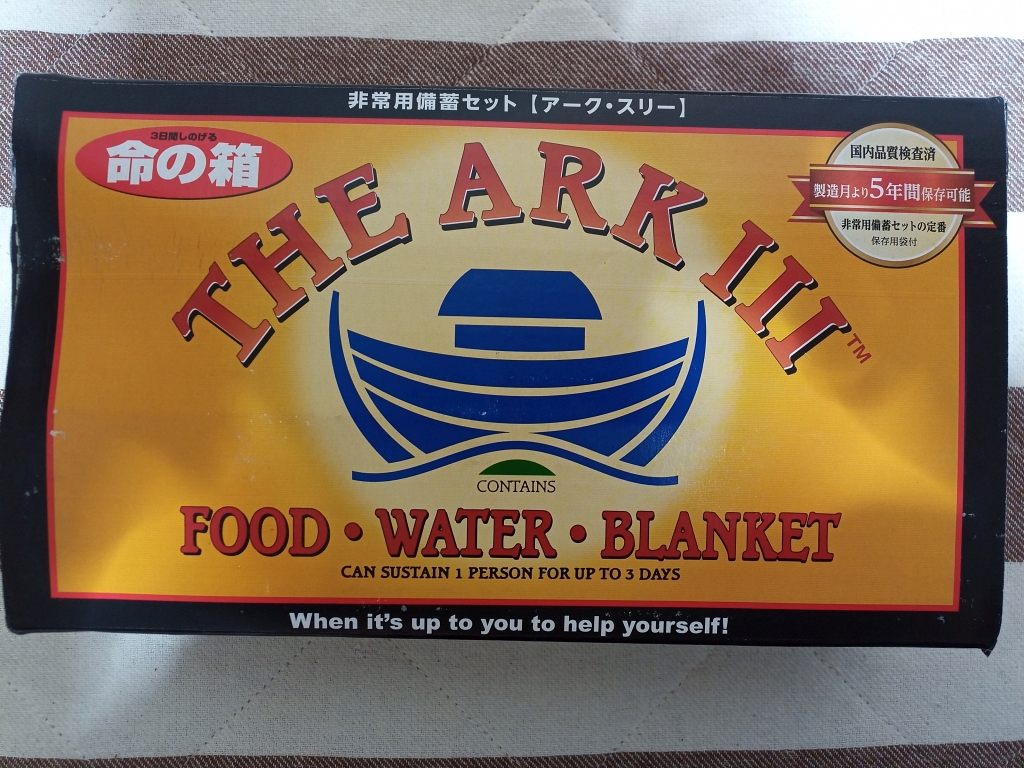 非常用備蓄セット【アーク・スリー】
3日間しのげる
命の箱
国内品質検査済
製造月より5年間保存可能
非常用備蓄セットの定番
保存用袋付
THE ARK III™
CONTAINS
FOOD・WATER・BLANKET
CAN SUSTAIN 1 PERSON FOR UP TO 3 DAYS
When it's up to you to help yourself!